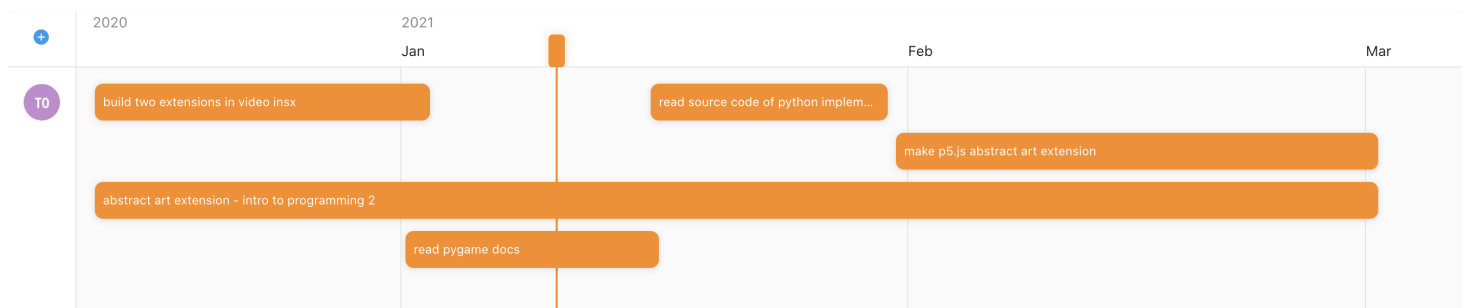 2020 2021
Jan Feb Mar
TO
build two extensions in video insx
read source code of python implem...
make p5.js abstract art extension
abstract art extension - intro to programming 2
read pygame docs